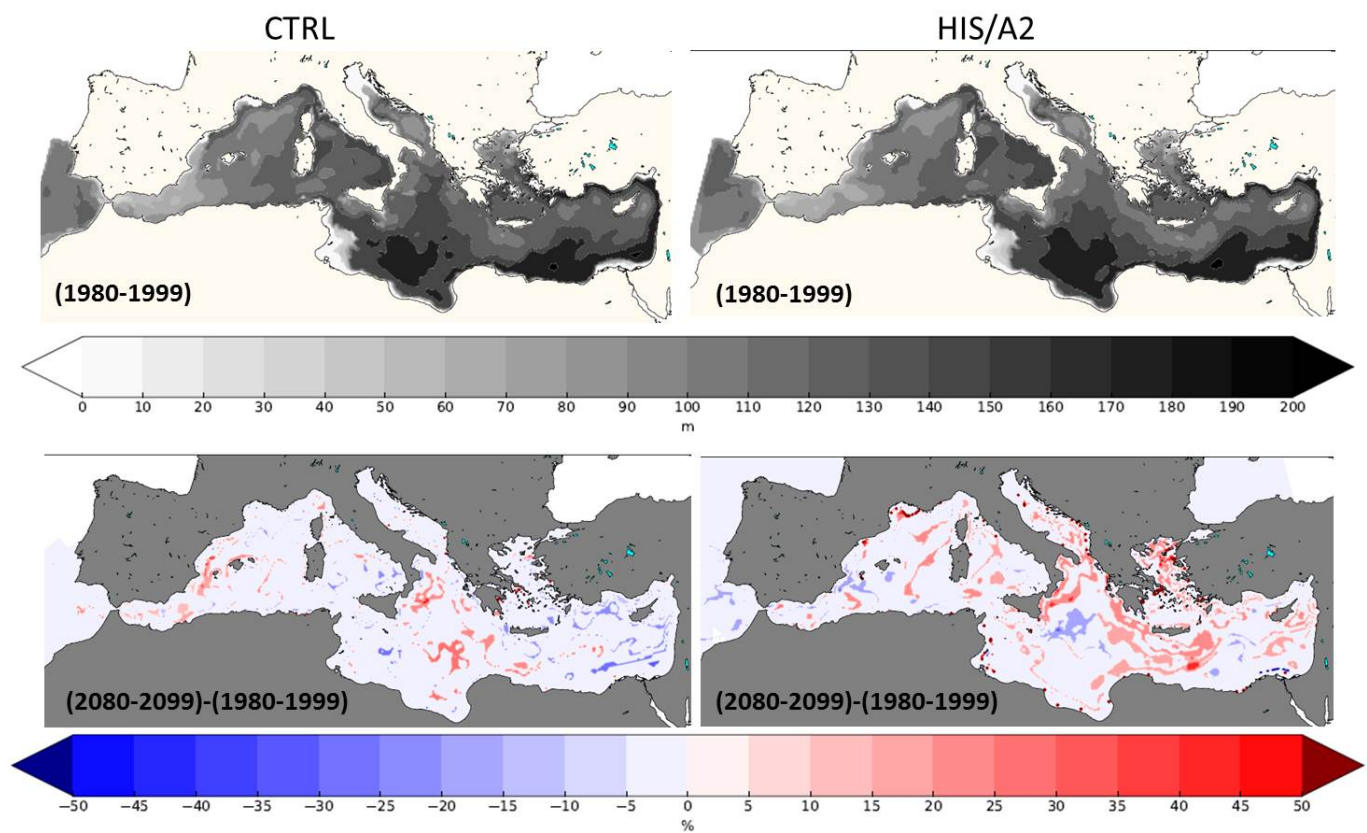 CTRL HIS/A2
(1980-1999) (1980-1999)
0 10 20 30 40 50 60 70 80 90 100 110 120 130 140 150 160 170 180 190 200
m
(2080-2099)-(1980-1999) (2080-2099)-(1980-1999)
−50 −45 −40 −35 −30 −25 −20 −15 −10 −5 0 5 10 15 20 25 30 35 40 45 50
%